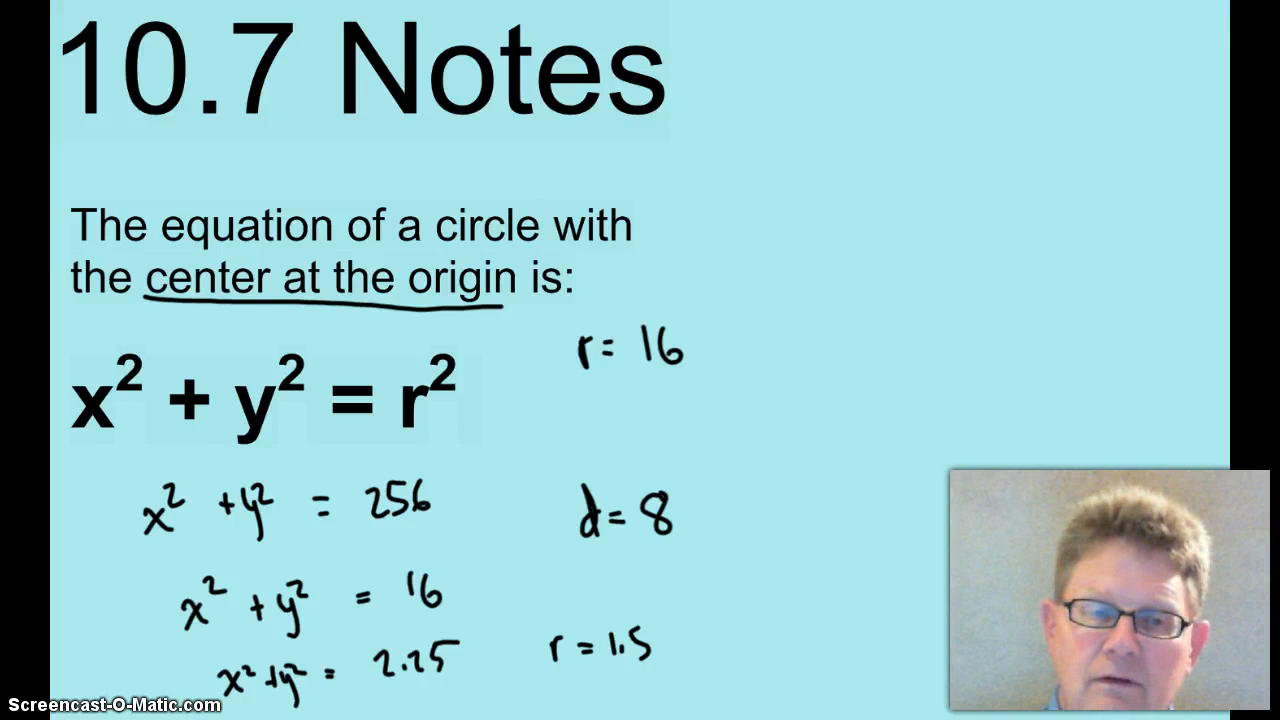 10.7 Notes
The equation of a circle with
the center at the origin is:
r = 16
x² + y² = r²
x² + y² = 256
d = 8
x² + y² = 16
x² + y² = 2.25
r = 1.5
Screencast-O-Matic.com